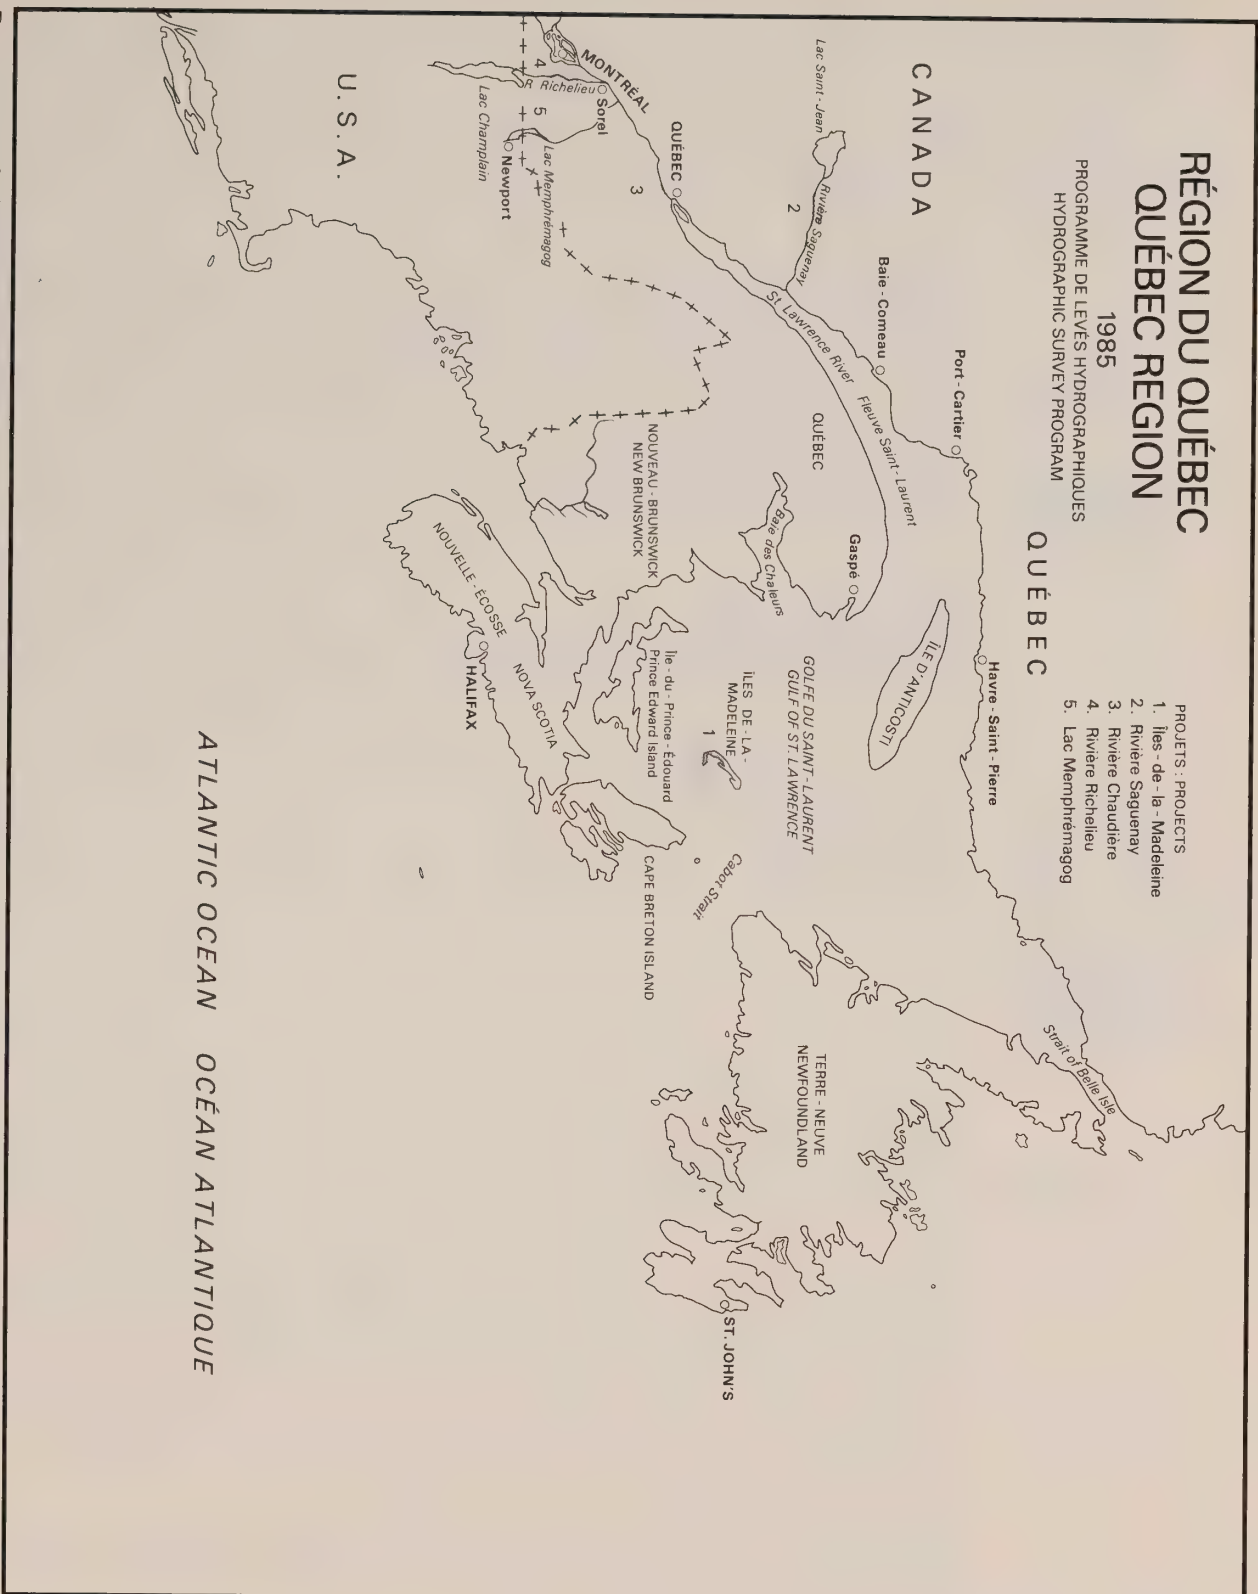 RÉGION DU QUÉBEC
QUÉBEC REGION
1985
PROGRAMME DE LEVÉS HYDROGRAPHIQUES
HYDROGRAPHIC SURVEY PROGRAM
PROJETS : PROJECTS
1. Îles - de - la - Madeleine
2. Rivière Saguenay
3. Rivière Chaudière
4. Rivière Richelieu
5. Lac Memphrémagog
CANADA
QUÉBEC
Lac Saint - Jean
Rivière Saguenay
2
Baie - Comeau
Port - Cartier
Havre - Saint - Pierre
Strait of Belle Isle
St Lawrence River
Fleuve Saint - Laurent
ÎLE D'ANTICOSTI
QUÉBEC
Gaspé
Baie des Chaleurs
GOLFE DU SAINT - LAURENT
GULF OF ST. LAWRENCE
TERRE - NEUVE
NEWFOUNDLAND
ÎLES DE - LA -
MADELEINE
1
Cabot Strait
ST. JOHN'S
QUÉBEC
3
MONTRÉAL
Sorel
R Richelieu
4
5
Lac Memphrémagog
Newport
Lac Champlain
NOUVEAU - BRUNSWICK
NEW BRUNSWICK
Île - du - Prince - Édouard
Prince Edward Island
CAPE BRETON ISLAND
NOUVELLE - ÉCOSSE
NOVA SCOTIA
HALIFAX
U.S.A.
ATLANTIC OCEAN OCÉAN ATLANTIQUE